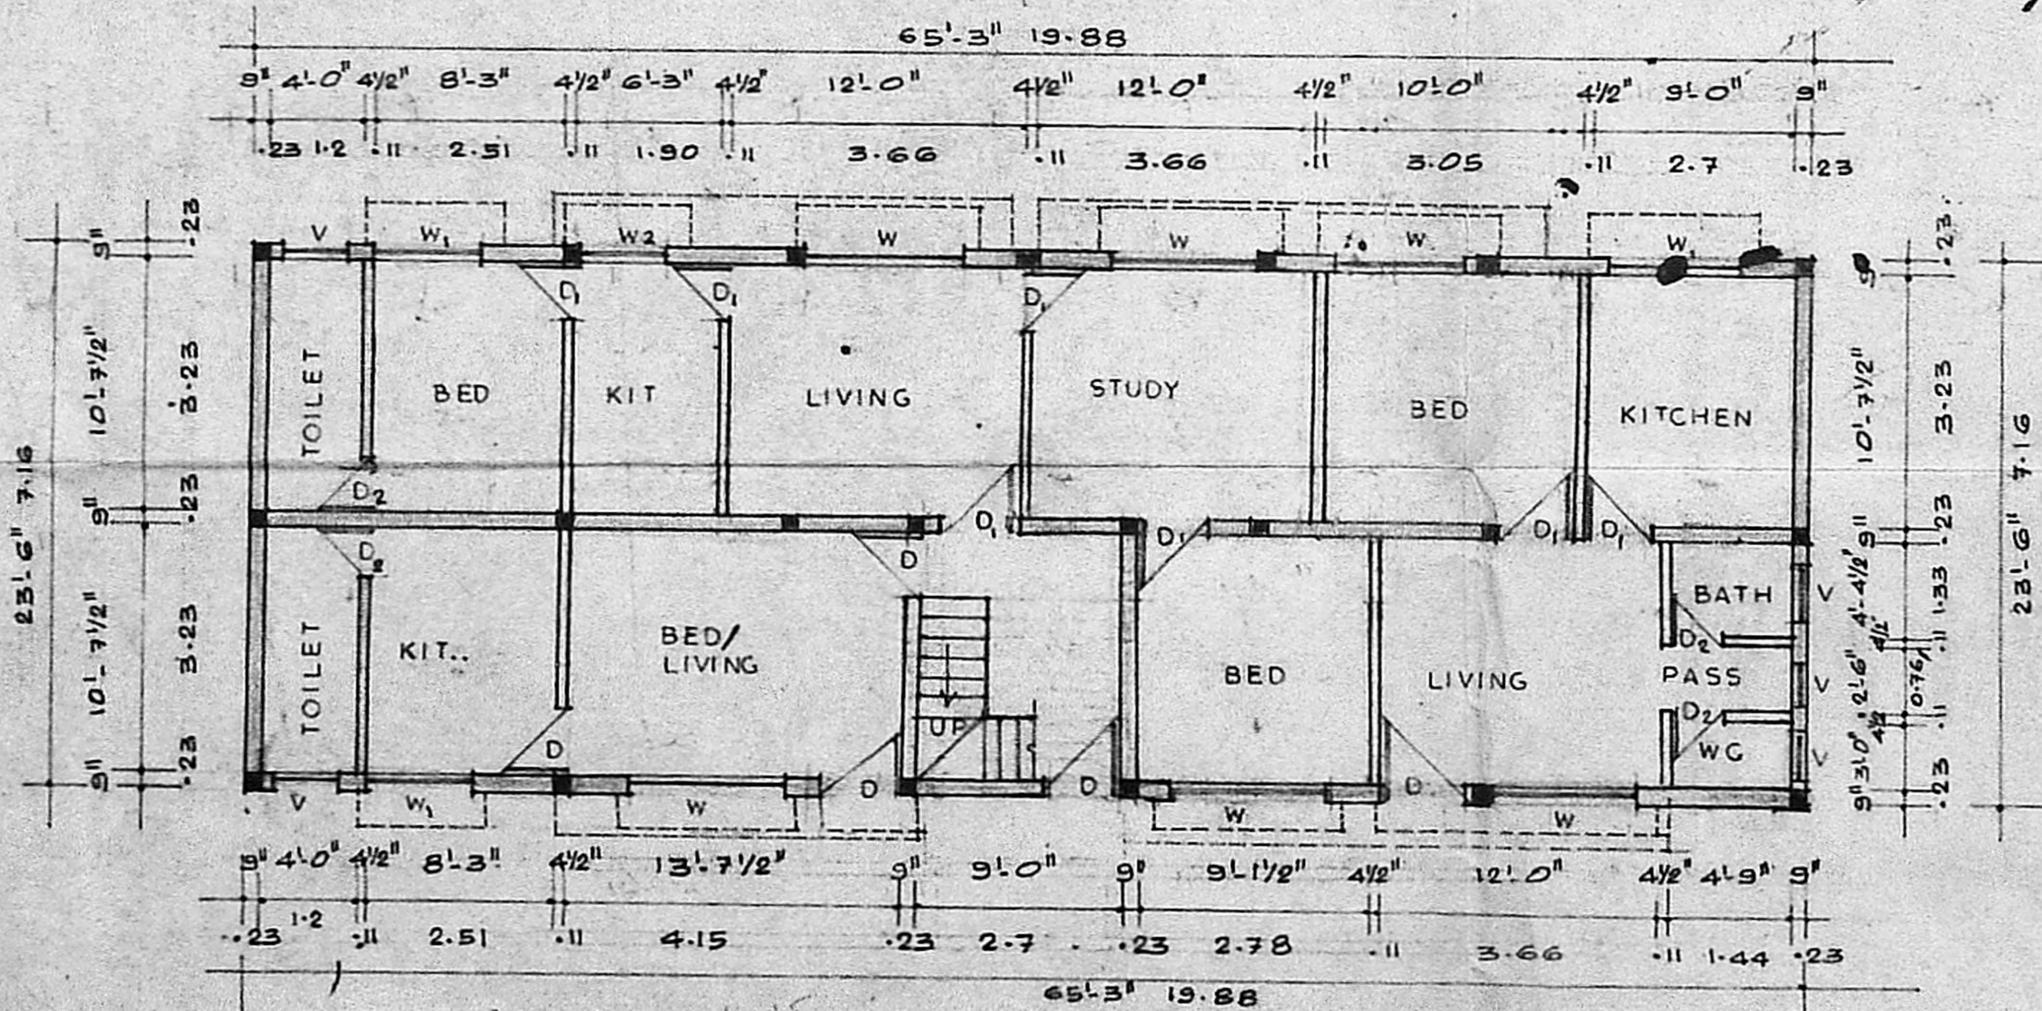 65'-3" 19.88
9" 4'-0" 4½" 8'-3" 4½" 6'-3" 4½" 12'-0" 4½" 12'-0" 4½" 10'-0" 4½" 9'-0" 9"
.23 1.2 .11 2.51 .11 1.90 .11 3.66 .11 3.66 .11 3.05 .11 2.7 .23
V W1 W2 W W W W
9" .23
9" .23
D1 D1 D1
10'-7½" 3.23
TOILET BED KIT LIVING STUDY BED KITCHEN
10'-7½" 3.23
23'-6" 7.16
23'-6" 7.16
9" .23
D2 D1 D1 D1 D1
9" .23
D2 D
BATH V
4'-4½" 1.33
10'-7½" 3.23
TOILET KIT.. BED/
LIVING
BED LIVING
D2
4½" .11
PASS V
2'-6" 0.76
UP
D2
4½" .11
WC V
3'-0"
D D D D
9" .23
9" .23
V W1 W W W
9" 4'-0" 4½" 8'-3" 4½" 13'-7½" 9" 9'-0" 9" 9'-1½" 4½" 12'-0" 4½" 4'-9" 9"
.23 1.2 .11 2.51 .11 4.15 .23 2.7 .23 2.78 .11 3.66 .11 1.44 .23
65'-3" 19.88